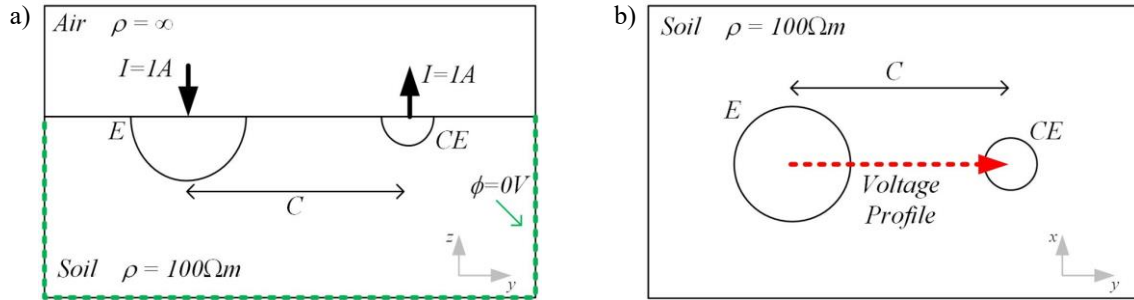 a)
Air ρ = ∞
I=1A
I=1A
E
CE
C
ϕ=0V
Soil ρ = 100Ωm
z
y
b)
Soil ρ = 100Ωm
C
E
CE
Voltage
Profile
x
y